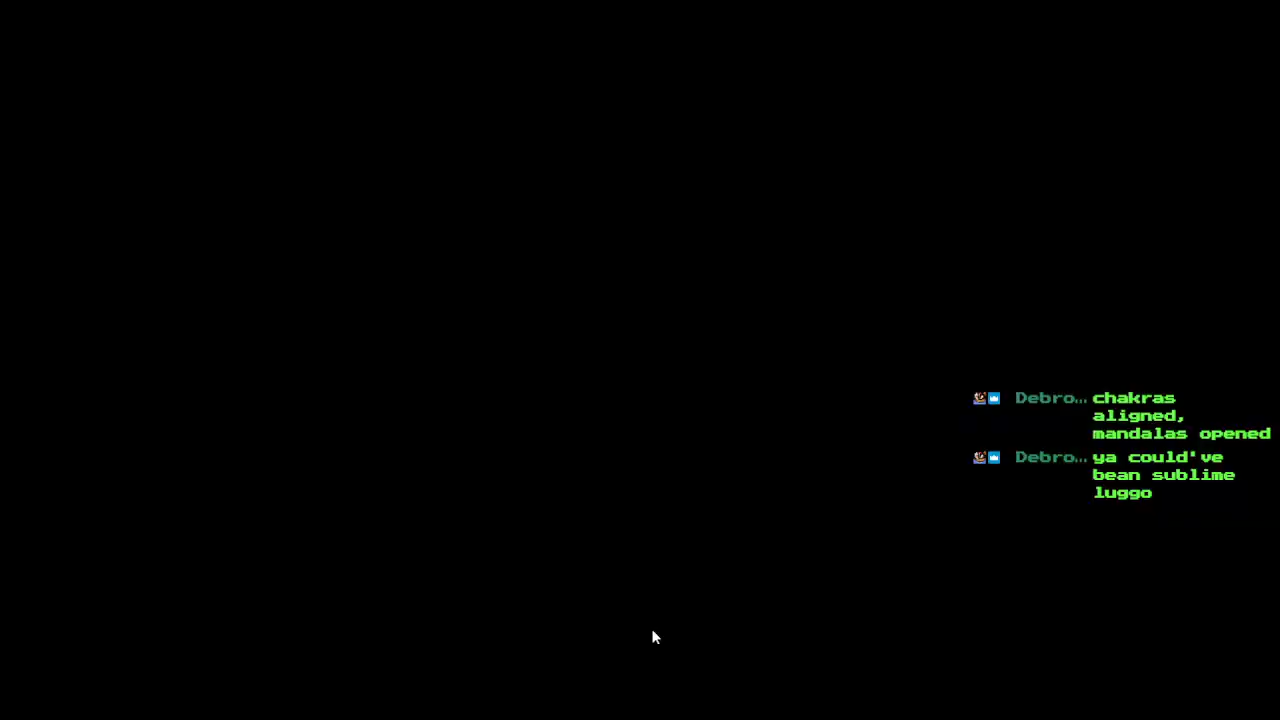 Debro… chakras
aligned,
mandalas opened
Debro… ya could've
bean sublime
luggo